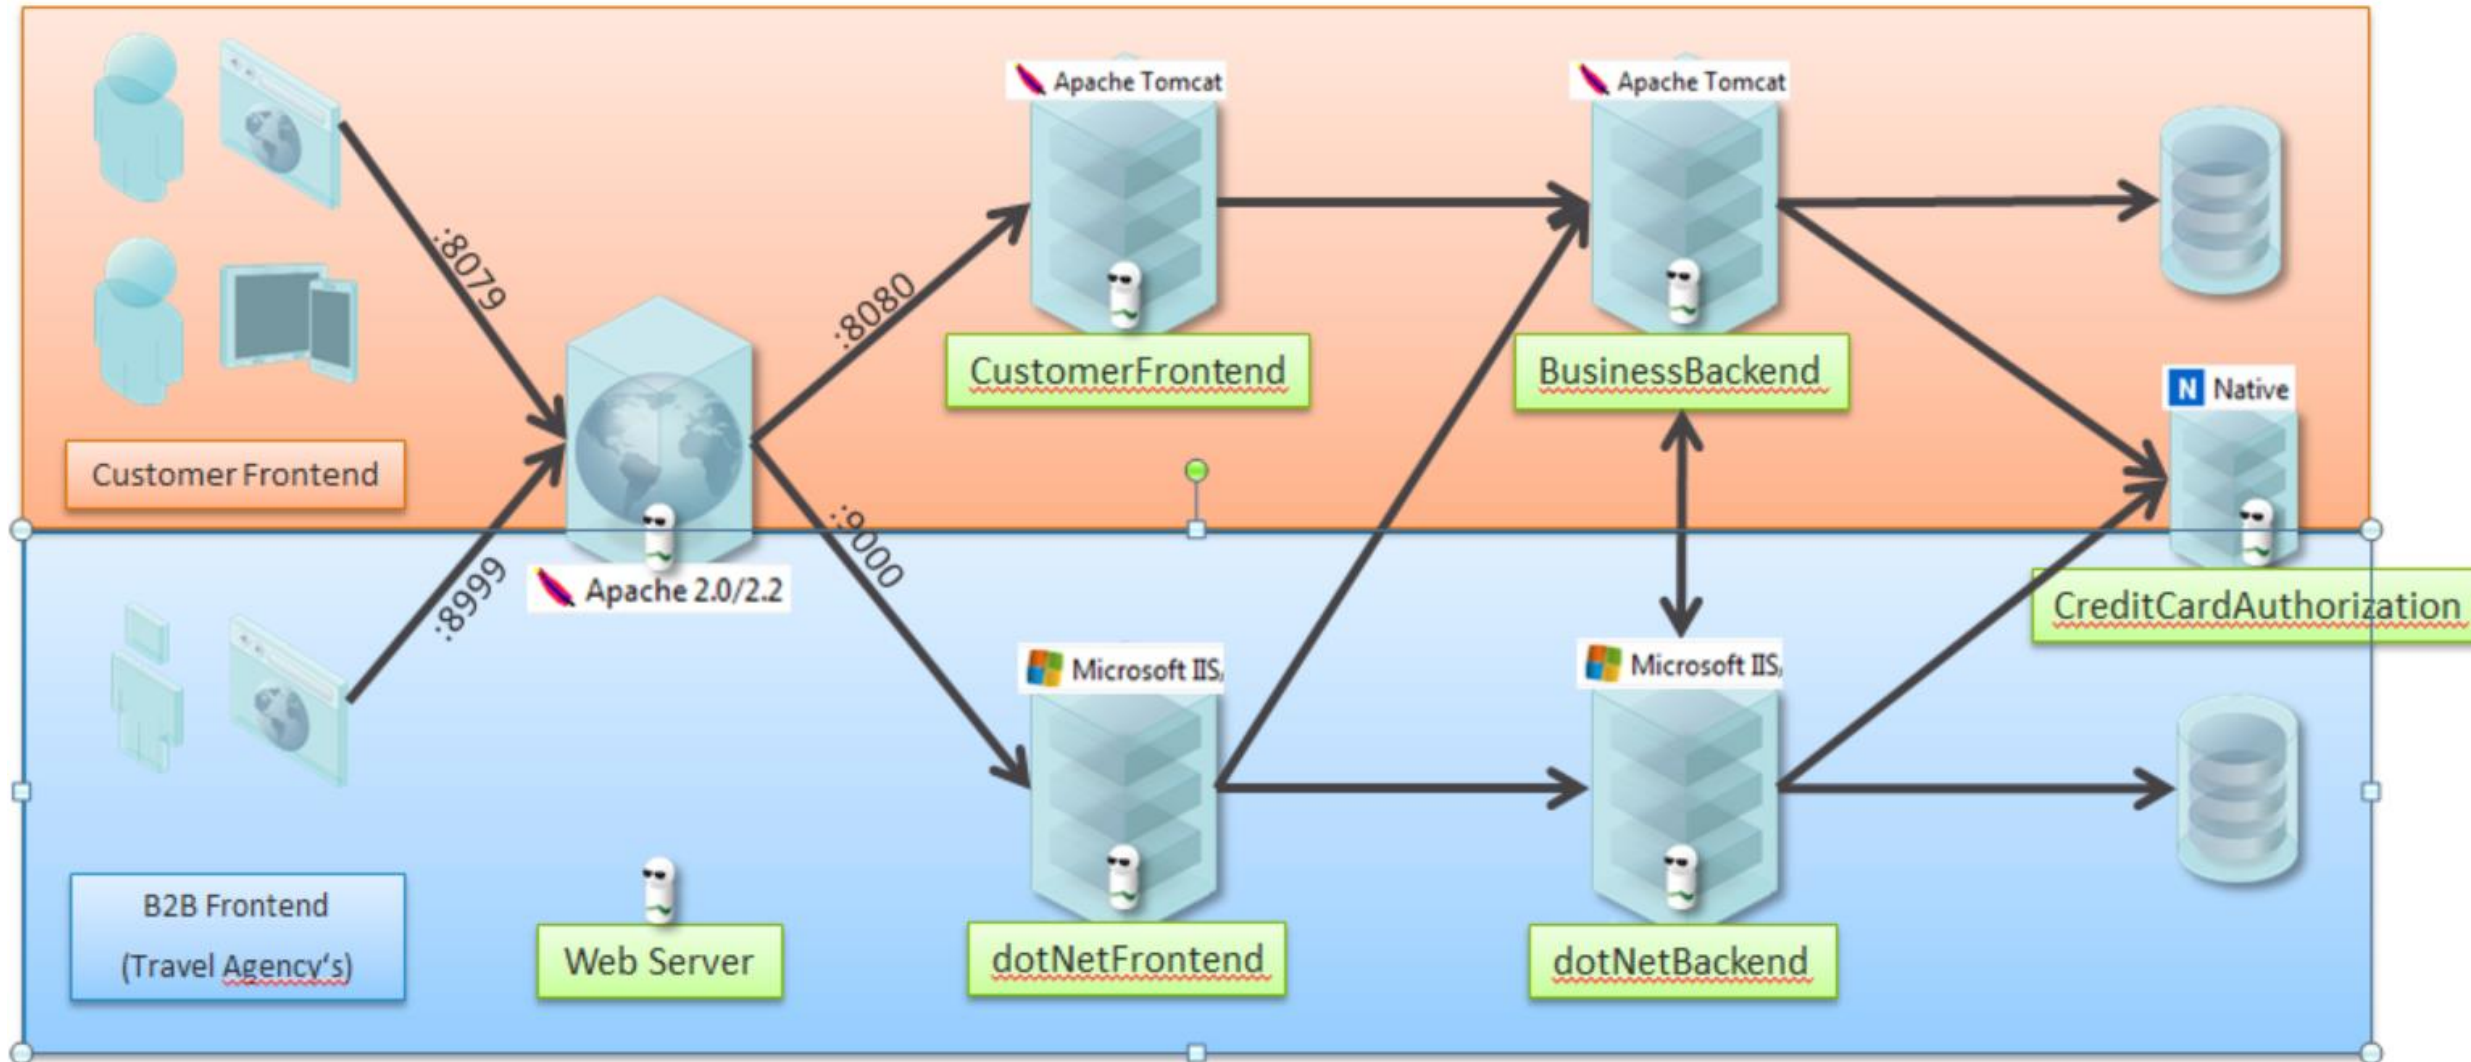 Apache Tomcat
Apache Tomcat
:8079
:8080
CustomerFrontend
BusinessBackend
N Native
Customer Frontend
:8999
:9000
Apache 2.0/2.2
CreditCardAuthorization
Microsoft IIS
Microsoft IIS
B2B Frontend
(Travel Agency's)
Web Server
dotNetFrontend
dotNetBackend